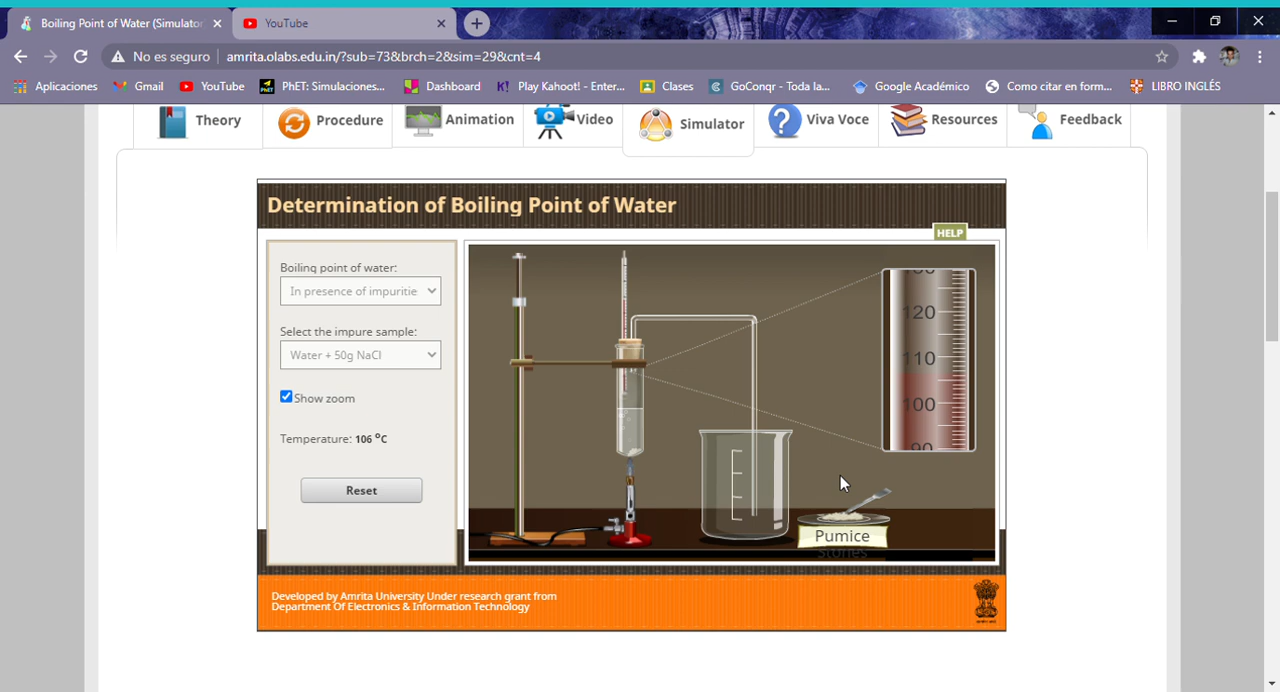 Boiling Point of Water (Simulator
YouTube
No es seguro
amrita.olabs.edu.in/?sub=73&brch=2&sim=29&cnt=4
Aplicaciones
Gmail
YouTube
PhET: Simulaciones...
Dashboard
Play Kahoot! - Enter...
Clases
GoConqr - Toda la...
Google Académico
Como citar en form...
LIBRO INGLÉS
Theory
Procedure
Animation
Video
Simulator
Viva Voce
Resources
Feedback
Determination of Boiling Point of Water
HELP
Boiling point of water:
In presence of impuritie
Select the impure sample:
Water + 50g NaCl
Show zoom
Temperature: 106 °C
Reset
120
110
100
90
Pumice
Stones
Developed by Amrita University Under research grant from
Department Of Electronics & Information Technology